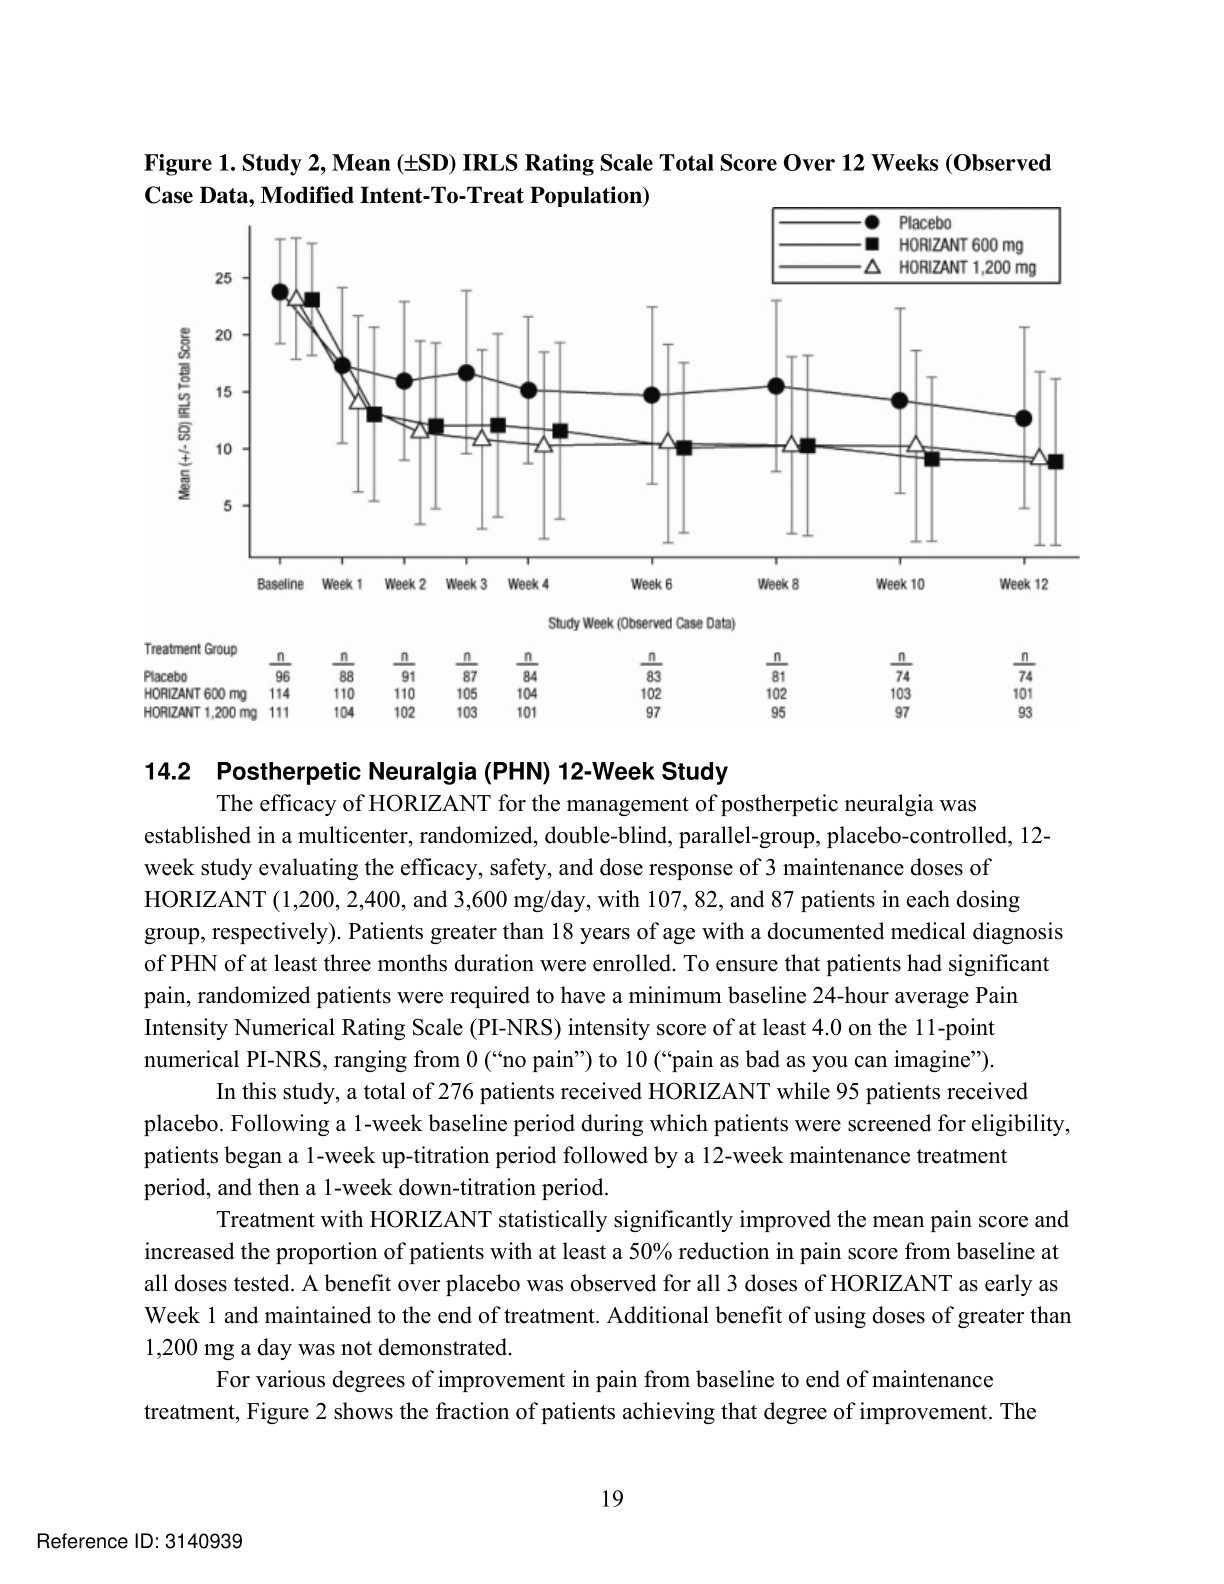 Figure 1. Study 2, Mean (±SD) IRLS Rating Scale Total Score Over 12 Weeks (Observed
Case Data, Modified Intent-To-Treat Population)
Placebo
HORIZANT 600 mg
HORIZANT 1,200 mg
Mean (+/- SD) IRLS Total Score
25
20
15
10
5
Baseline Week 1 Week 2 Week 3 Week 4 Week 6 Week 8 Week 10 Week 12
Study Week (Observed Case Data)
Treatment Group
n n n n n n n n n
Placebo 96 88 91 87 84 83 81 74 74
HORIZANT 600 mg 114 110 110 105 104 102 102 103 101
HORIZANT 1,200 mg 111 104 102 103 101 97 95 97 93
14.2 Postherpetic Neuralgia (PHN) 12-Week Study
The efficacy of HORIZANT for the management of postherpetic neuralgia was
established in a multicenter, randomized, double-blind, parallel-group, placebo-controlled, 12-
week study evaluating the efficacy, safety, and dose response of 3 maintenance doses of
HORIZANT (1,200, 2,400, and 3,600 mg/day, with 107, 82, and 87 patients in each dosing
group, respectively). Patients greater than 18 years of age with a documented medical diagnosis
of PHN of at least three months duration were enrolled. To ensure that patients had significant
pain, randomized patients were required to have a minimum baseline 24-hour average Pain
Intensity Numerical Rating Scale (PI-NRS) intensity score of at least 4.0 on the 11-point
numerical PI-NRS, ranging from 0 (“no pain”) to 10 (“pain as bad as you can imagine”).
In this study, a total of 276 patients received HORIZANT while 95 patients received
placebo. Following a 1-week baseline period during which patients were screened for eligibility,
patients began a 1-week up-titration period followed by a 12-week maintenance treatment
period, and then a 1-week down-titration period.
Treatment with HORIZANT statistically significantly improved the mean pain score and
increased the proportion of patients with at least a 50% reduction in pain score from baseline at
all doses tested. A benefit over placebo was observed for all 3 doses of HORIZANT as early as
Week 1 and maintained to the end of treatment. Additional benefit of using doses of greater than
1,200 mg a day was not demonstrated.
For various degrees of improvement in pain from baseline to end of maintenance
treatment, Figure 2 shows the fraction of patients achieving that degree of improvement. The
19
Reference ID: 3140939